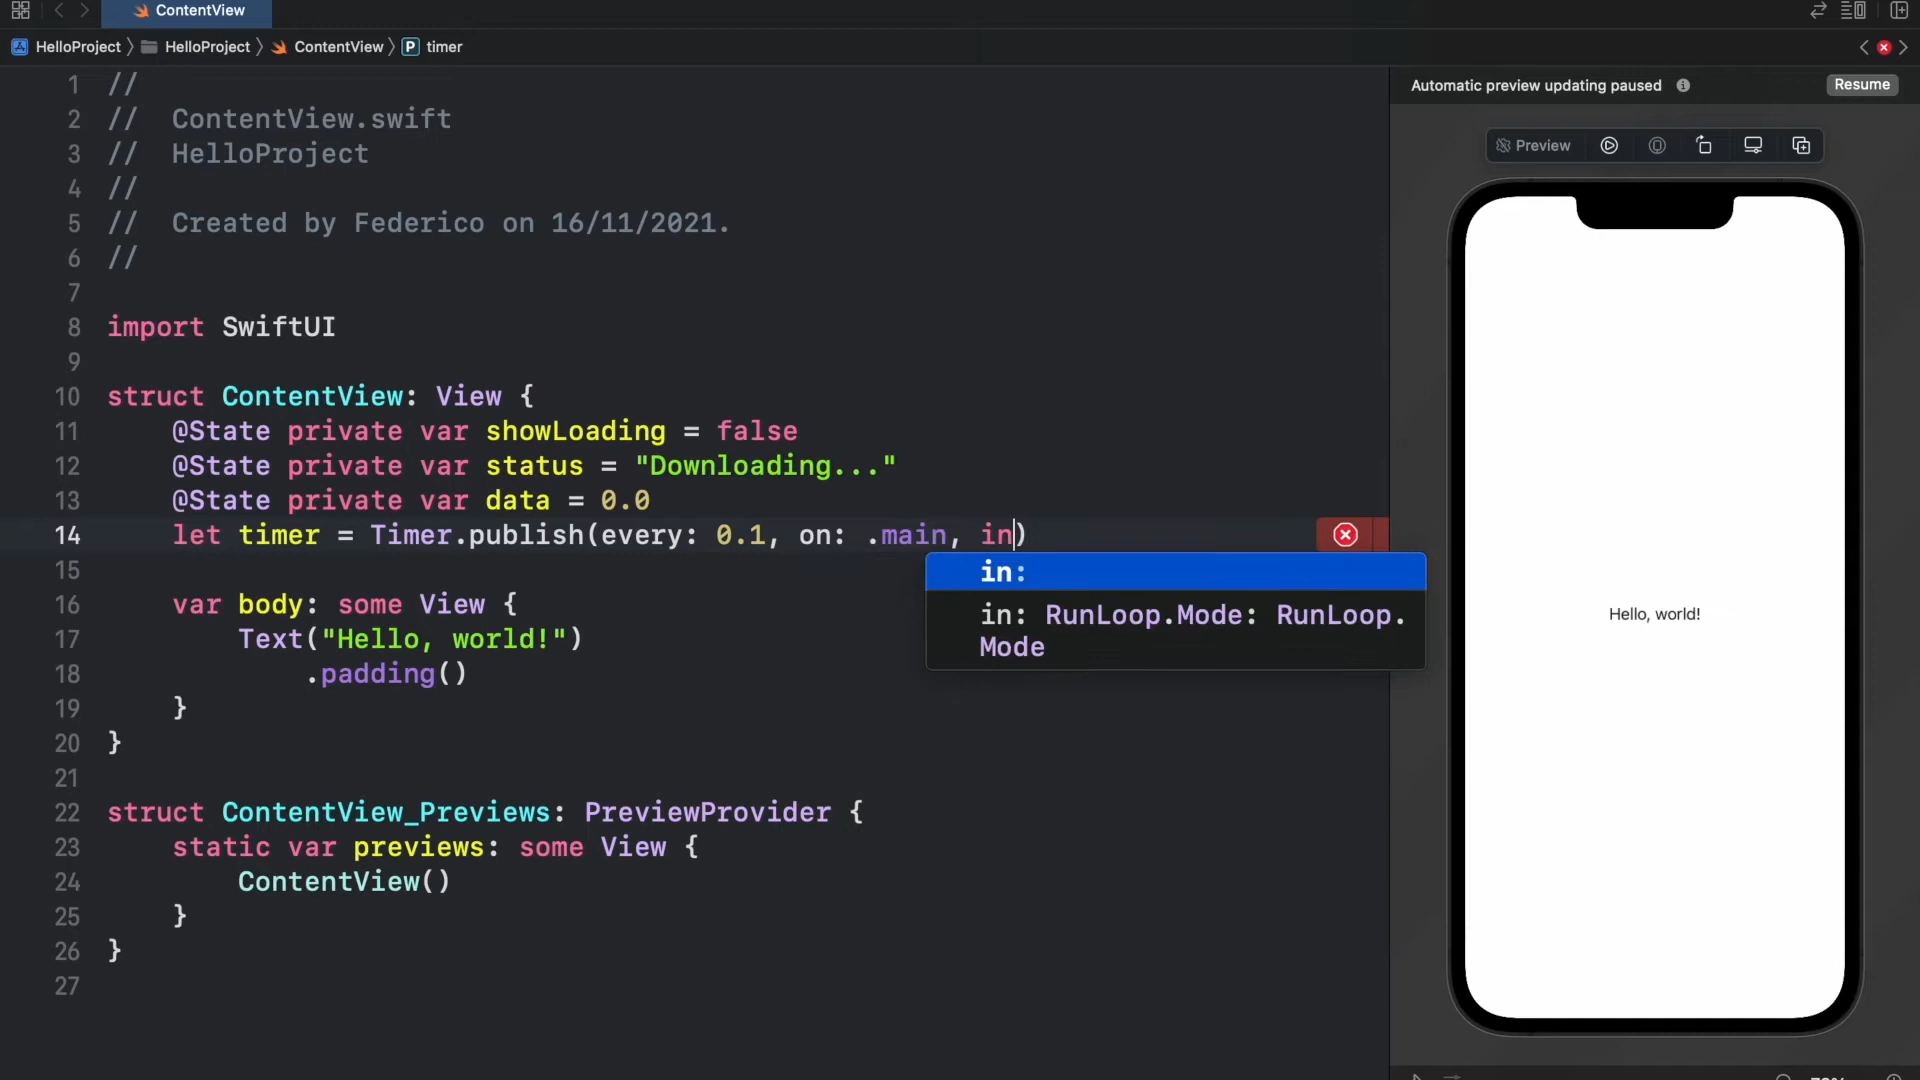 ContentView
HelloProject 〉 HelloProject 〉 ContentView 〉 P timer
Automatic preview updating paused
Resume
Preview
1 //
2 //  ContentView.swift
3 //  HelloProject
4 //
5 //  Created by Federico on 16/11/2021.
6 //
7
8 import SwiftUI
9
10 struct ContentView: View {
11     @State private var showLoading = false
12     @State private var status = "Downloading..."
13     @State private var data = 0.0
14     let timer = Timer.publish(every: 0.1, on: .main, in)
in:
in: RunLoop.Mode: RunLoop.
Mode
15
16     var body: some View {
17         Text("Hello, world!")
18             .padding()
19     }
20 }
21
22 struct ContentView_Previews: PreviewProvider {
23     static var previews: some View {
24         ContentView()
25     }
26 }
27
Hello, world!